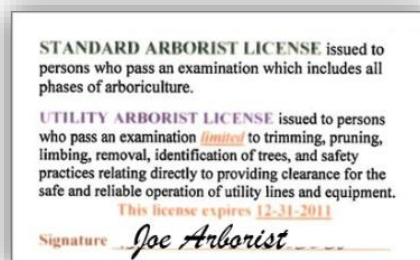 STANDARD ARBORIST LICENSE issued to
persons who pass an examination which includes all
phases of arboriculture.
UTILITY ARBORIST LICENSE issued to persons
who pass an examination limited to trimming, pruning,
limbing, removal, identification of trees, and safety
practices relating directly to providing clearance for the
safe and reliable operation of utility lines and equipment.
This license expires 12-31-2011
Signature Joe Arborist